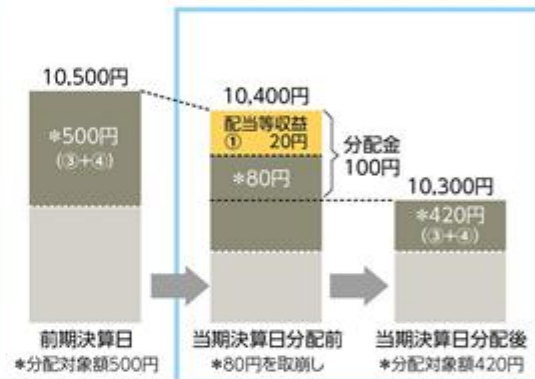 10,500円
*500円
(③+④)
前期決算日
*分配対象額500円
10,400円
配当等収益
① 20円
*80円
分配金
100円
当期決算日分配前
*80円を取崩し
10,300円
*420円
(③+④)
当期決算日分配後
*分配対象額420円